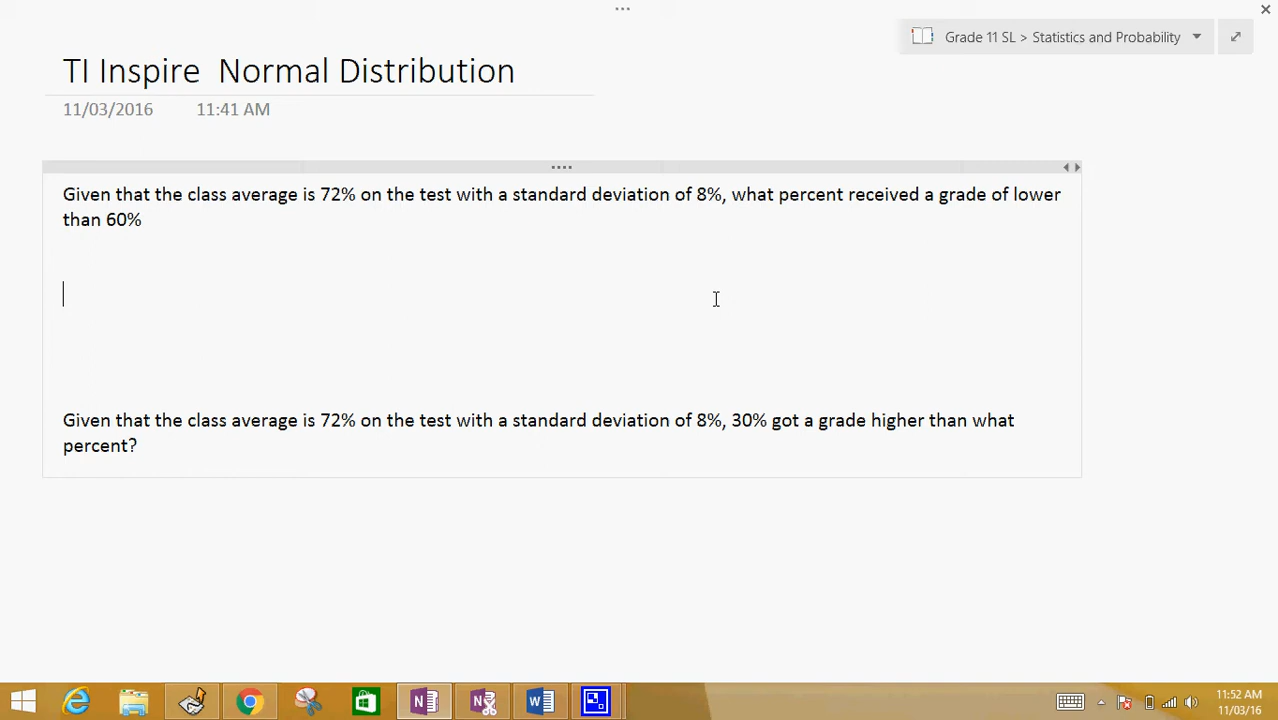 Grade 11 SL > Statistics and Probability
TI Inspire Normal Distribution
11/03/2016 11:41 AM
Given that the class average is 72% on the test with a standard deviation of 8%, what percent received a grade of lower
than 60%
Given that the class average is 72% on the test with a standard deviation of 8%, 30% got a grade higher than what
percent?
11:52 AM
11/03/16